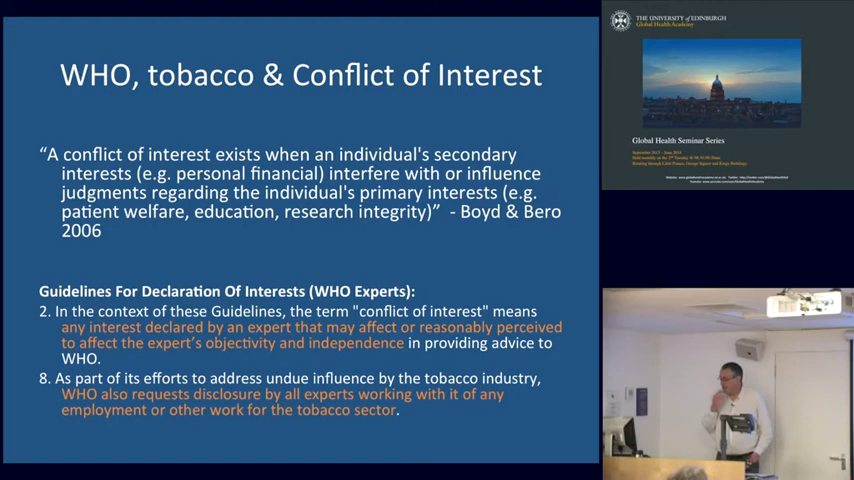 WHO, tobacco & Conflict of Interest
“A conflict of interest exists when an individual's secondary
interests (e.g. personal financial) interfere with or influence
judgments regarding the individual's primary interests (e.g.
patient welfare, education, research integrity)” - Boyd & Bero
2006
Guidelines For Declaration Of Interests (WHO Experts):
2. In the context of these Guidelines, the term "conflict of interest" means
any interest declared by an expert that may affect or reasonably perceived
to affect the expert’s objectivity and independence in providing advice to
WHO.
8. As part of its efforts to address undue influence by the tobacco industry,
WHO also requests disclosure by all experts working with it of any
employment or other work for the tobacco sector.
THE UNIVERSITY of EDINBURGH
Global Health Academy
Global Health Seminar Series